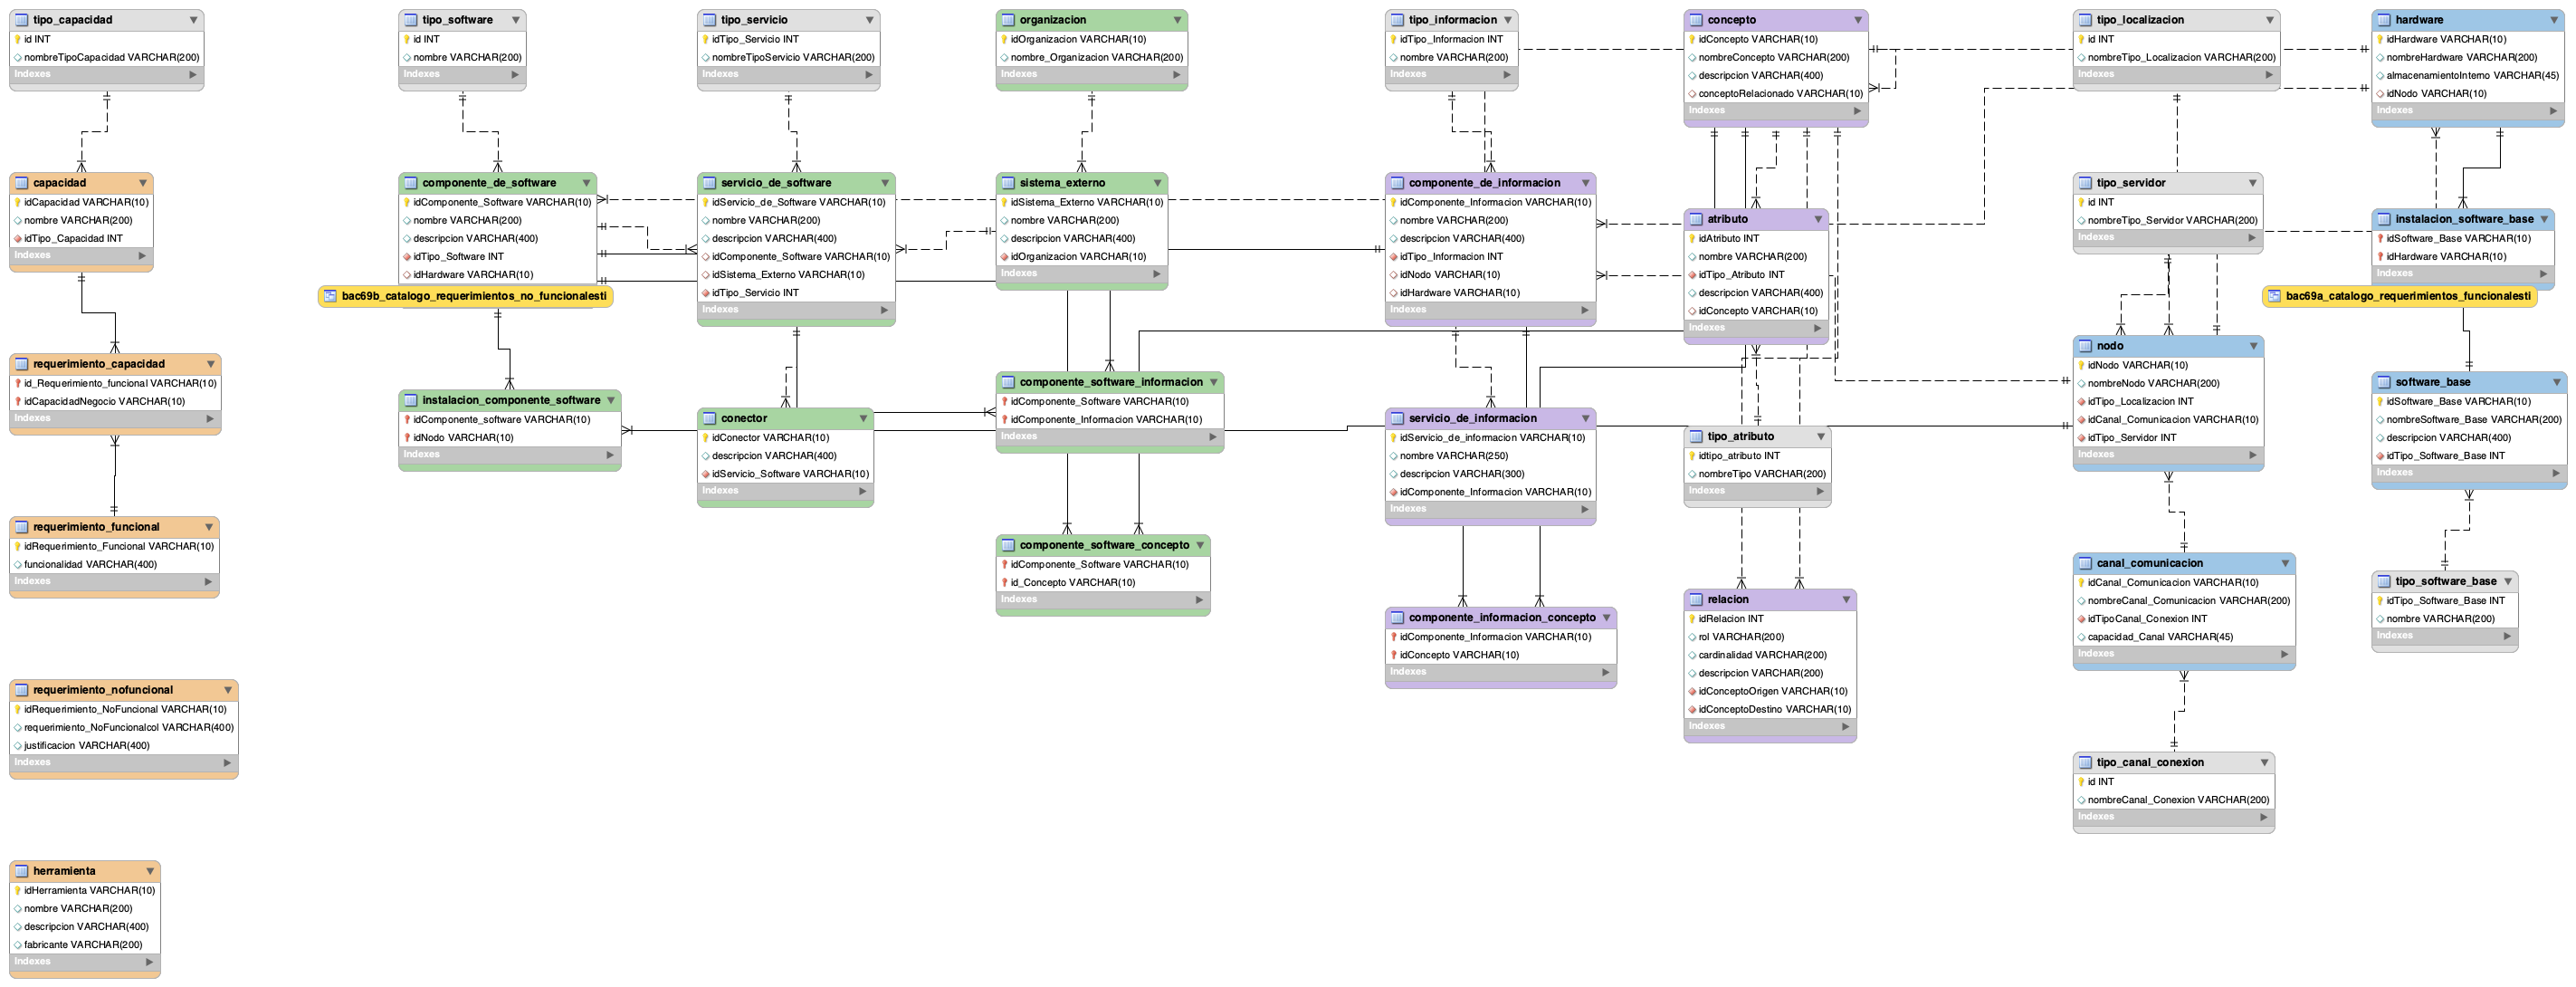 tipo_capacidad
id INT
nombreTipoCapacidad VARCHAR(200)
Indexes
capacidad
idCapacidad VARCHAR(10)
nombre VARCHAR(200)
idTipo_Capacidad INT
Indexes
requerimiento_capacidad
id_Requerimiento_funcional VARCHAR(10)
idCapacidadNegocio VARCHAR(10)
Indexes
requerimiento_funcional
idRequerimiento_Funcional VARCHAR(10)
funcionalidad VARCHAR(400)
Indexes
requerimiento_nofuncional
idRequerimiento_NoFuncional VARCHAR(10)
requerimiento_NoFuncionalcol VARCHAR(400)
justificacion VARCHAR(400)
Indexes
herramienta
idHerramienta VARCHAR(10)
nombre VARCHAR(200)
descripcion VARCHAR(400)
fabricante VARCHAR(200)
Indexes
tipo_software
id INT
nombre VARCHAR(200)
Indexes
componente_de_software
idComponente_Software VARCHAR(10)
nombre VARCHAR(200)
descripcion VARCHAR(400)
idTipo_Software INT
idHardware VARCHAR(10)
bac69b_catalogo_requerimientos_no_funcionalesti
instalacion_componente_software
idComponente_software VARCHAR(10)
idNodo VARCHAR(10)
Indexes
tipo_servicio
idTipo_Servicio INT
nombreTipoServicio VARCHAR(200)
Indexes
servicio_de_software
idServicio_de_Software VARCHAR(10)
nombre VARCHAR(200)
descripcion VARCHAR(400)
idComponente_Software VARCHAR(10)
idSistema_Externo VARCHAR(10)
idTipo_Servicio INT
Indexes
conector
idConector VARCHAR(10)
descripcion VARCHAR(400)
idServicio_Software VARCHAR(10)
Indexes
organizacion
idOrganizacion VARCHAR(10)
nombre_Organizacion VARCHAR(200)
Indexes
sistema_externo
idSistema_Externo VARCHAR(10)
nombre VARCHAR(200)
descripcion VARCHAR(400)
idOrganizacion VARCHAR(10)
Indexes
componente_software_informacion
idComponente_Software VARCHAR(10)
idComponente_Informacion VARCHAR(10)
Indexes
componente_software_concepto
idComponente_Software VARCHAR(10)
id_Concepto VARCHAR(10)
Indexes
tipo_informacion
idTipo_Informacion INT
nombre VARCHAR(200)
Indexes
componente_de_informacion
idComponente_Informacion VARCHAR(10)
nombre VARCHAR(200)
descripcion VARCHAR(400)
idTipo_Informacion INT
idNodo VARCHAR(10)
idHardware VARCHAR(10)
Indexes
servicio_de_informacion
idServicio_de_informacion VARCHAR(10)
nombre VARCHAR(250)
descripcion VARCHAR(300)
idComponente_Informacion VARCHAR(10)
Indexes
componente_informacion_concepto
idComponente_Informacion VARCHAR(10)
idConcepto VARCHAR(10)
Indexes
concepto
idConcepto VARCHAR(10)
nombreConcepto VARCHAR(200)
descripcion VARCHAR(400)
conceptoRelacionado VARCHAR(10)
Indexes
atributo
idAtributo INT
nombre VARCHAR(200)
idTipo_Atributo INT
descripcion VARCHAR(400)
idConcepto VARCHAR(10)
Indexes
tipo_atributo
idtipo_atributo INT
nombreTipo VARCHAR(200)
Indexes
relacion
idRelacion INT
rol VARCHAR(200)
cardinalidad VARCHAR(200)
descripcion VARCHAR(200)
idConceptoOrigen VARCHAR(10)
idConceptoDestino VARCHAR(10)
Indexes
tipo_localizacion
id INT
nombreTipo_Localizacion VARCHAR(200)
Indexes
tipo_servidor
id INT
nombreTipo_Servidor VARCHAR(200)
Indexes
nodo
idNodo VARCHAR(10)
nombreNodo VARCHAR(200)
idTipo_Localizacion INT
idCanal_Comunicacion VARCHAR(10)
idTipo_Servidor INT
Indexes
canal_comunicacion
idCanal_Comunicacion VARCHAR(10)
nombreCanal_Comunicacion VARCHAR(200)
idTipoCanal_Conexion INT
capacidad_Canal VARCHAR(45)
Indexes
tipo_canal_conexion
id INT
nombreCanal_Conexion VARCHAR(200)
Indexes
hardware
idHardware VARCHAR(10)
nombreHardware VARCHAR(200)
almacenamientoInterno VARCHAR(45)
idNodo VARCHAR(10)
Indexes
instalacion_software_base
idSoftware_Base VARCHAR(10)
idHardware VARCHAR(10)
Indexes
bac69a_catalogo_requerimientos_funcionalesti
software_base
idSoftware_Base VARCHAR(10)
nombreSoftware_Base VARCHAR(200)
descripcion VARCHAR(400)
idTipo_Software_Base INT
Indexes
tipo_software_base
idTipo_Software_Base INT
nombre VARCHAR(200)
Indexes